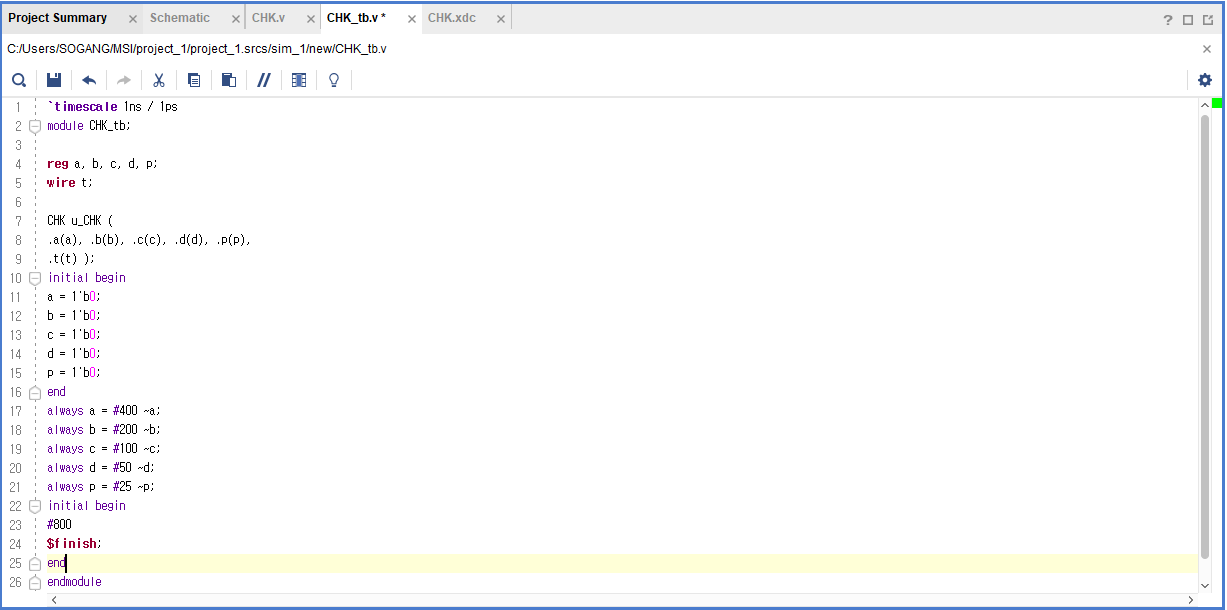 Project Summary × Schematic × CHK.v × CHK_tb.v * × CHK.xdc ×
C:/Users/SOGANG/MSI/project_1/project_1.srcs/sim_1/new/CHK_tb.v
1 `timescale 1ns / 1ps
2 module CHK_tb;
3
4 reg a, b, c, d, p;
5 wire t;
6
7 CHK u_CHK (
8 .a(a), .b(b), .c(c), .d(d), .p(p),
9 .t(t) );
10 initial begin
11 a = 1'b0;
12 b = 1'b0;
13 c = 1'b0;
14 d = 1'b0;
15 p = 1'b0;
16 end
17 always a = #400 ~a;
18 always b = #200 ~b;
19 always c = #100 ~c;
20 always d = #50 ~d;
21 always p = #25 ~p;
22 initial begin
23 #800
24 $finish;
25 end
26 endmodule